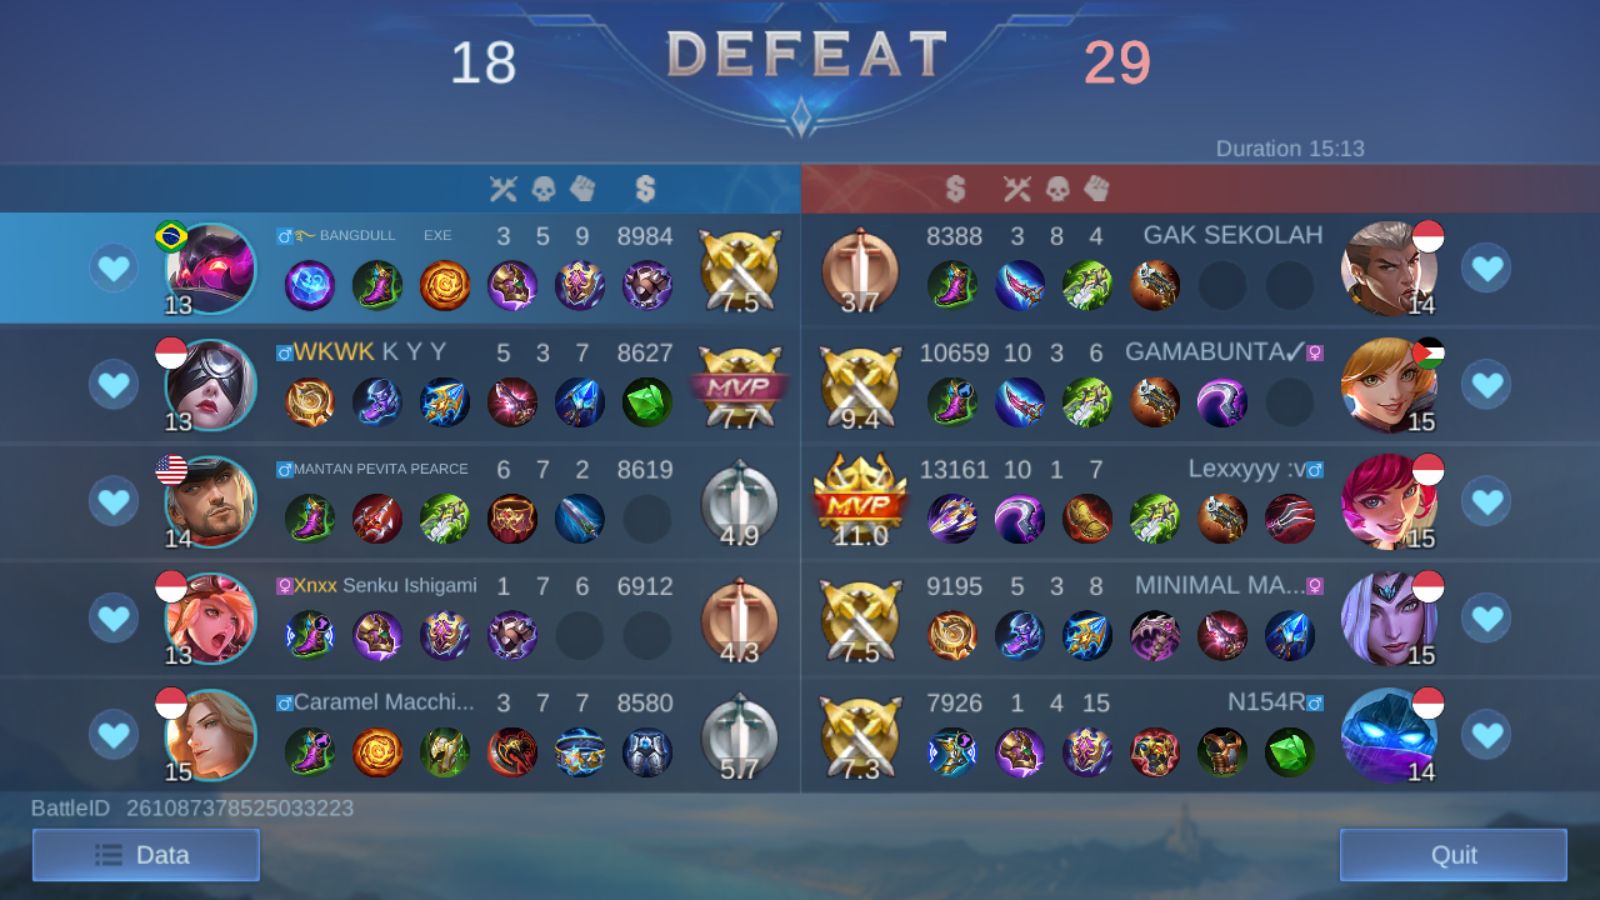 18 DEFEAT 29
Duration 15:13
BANGDULL EXE 3 5 9 8984
13 7.5
8388 3 8 4 GAK SEKOLAH
3.7 14
WKWK K Y Y 5 3 7 8627
13 MVP 7.7
10659 10 3 6 GAMABUNTA✓
9.4 15
MANTAN PEVITA PEARCE 6 7 2 8619
14 4.9
13161 10 1 7 Lexxyyy :v
MVP 11.0 15
Xnxx Senku Ishigami 1 7 6 6912
13 4.3
9195 5 3 8 MINIMAL MA...
7.5 15
Caramel Macchi... 3 7 7 8580
15 5.7
7926 1 4 15 N154R
7.3 14
BattleID 261087378525033223
Data Quit